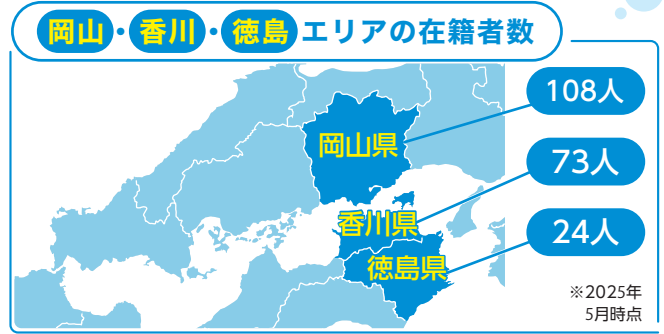 岡山・香川・徳島エリアの在籍者数
108人
岡山県
73人
香川県
24人
徳島県
※2025年
5月時点